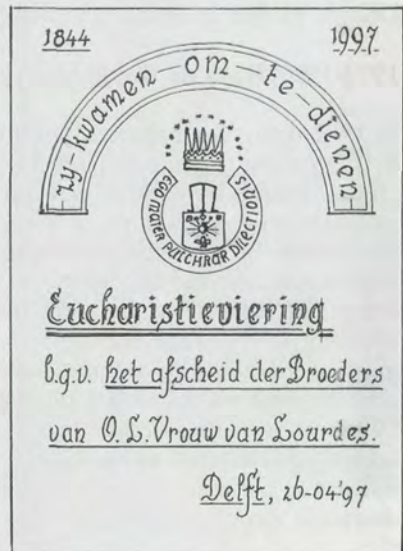 1844 1997
-zy-kwamen-om-te-dienen-
EGO MATER PULCHRAR DILECTIONIS
Eucharistieviering
b.g.v. het afscheid der Broeders
van O.L. Vrouw van Lourdes.
Delft, 26-04-'97